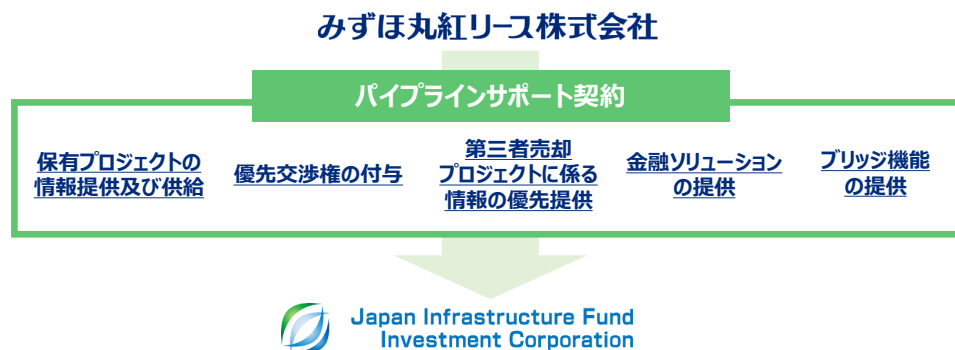 みずほ丸紅リース株式会社
パイプラインサポート契約
保有プロジェクトの
情報提供及び供給
優先交渉権の付与
第三者売却
プロジェクトに係る
情報の優先提供
金融ソリューション
の提供
ブリッジ機能
の提供
Japan Infrastructure Fund
Investment Corporation